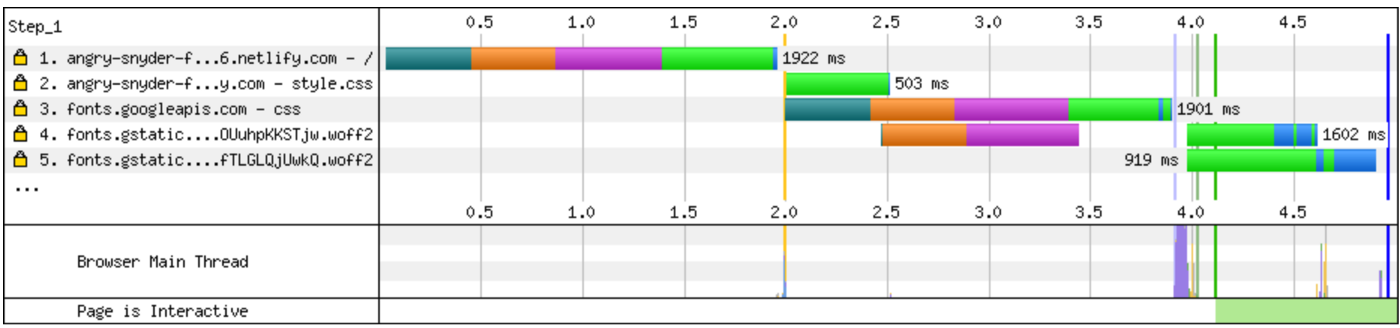 Step_1
0.5 1.0 1.5 2.0 2.5 3.0 3.5 4.0 4.5
1. angry-snyder-f...6.netlify.com - / 1922 ms
2. angry-snyder-f...y.com - style.css 503 ms
3. fonts.googleapis.com - css 1901 ms
4. fonts.gstatic....OUuhpKKSTjw.woff2 1602 ms
5. fonts.gstatic....fTLGLQjUwkQ.woff2 919 ms
...
0.5 1.0 1.5 2.0 2.5 3.0 3.5 4.0 4.5
Browser Main Thread
Page is Interactive